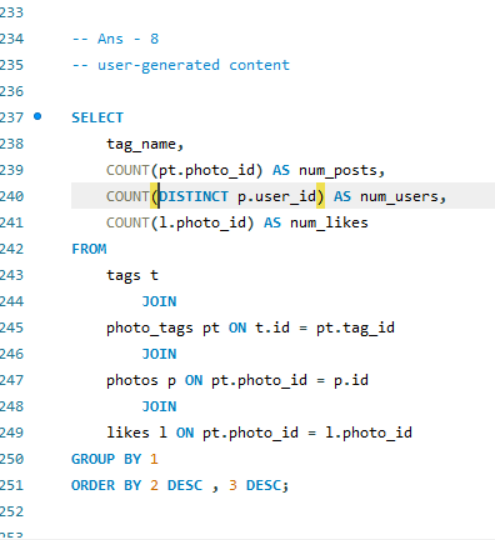 233
234 -- Ans - 8
235 -- user-generated content
236
237 SELECT
238 tag_name,
239 COUNT(pt.photo_id) AS num_posts,
240 COUNT(DISTINCT p.user_id) AS num_users,
241 COUNT(l.photo_id) AS num_likes
242 FROM
243 tags t
244 JOIN
245 photo_tags pt ON t.id = pt.tag_id
246 JOIN
247 photos p ON pt.photo_id = p.id
248 JOIN
249 likes l ON pt.photo_id = l.photo_id
250 GROUP BY 1
251 ORDER BY 2 DESC , 3 DESC;
252
253